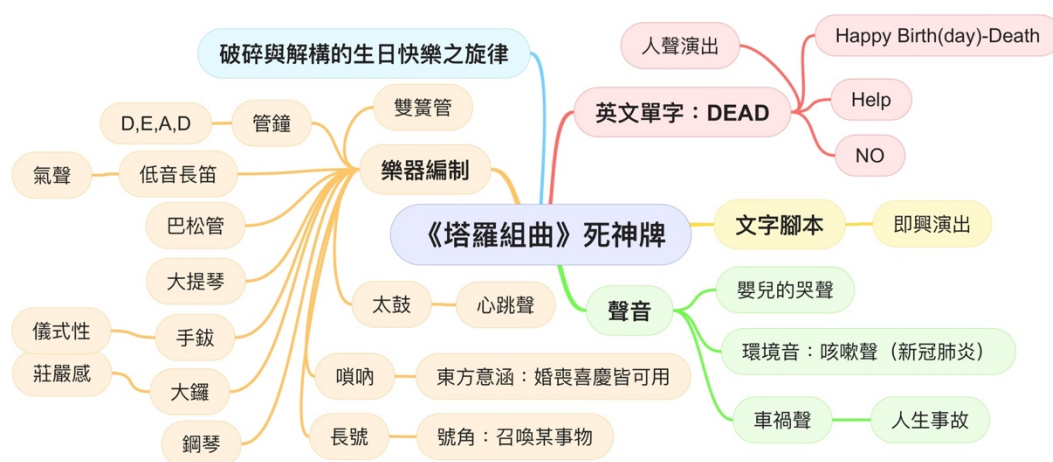 破碎與解構的生日快樂之旋律
人聲演出
Happy Birth(day)-Death
英文單字：DEAD
Help
NO
雙簧管
D,E,A,D
管鐘
樂器編制
氣聲
低音長笛
巴松管
大提琴
《塔羅組曲》死神牌
文字腳本
即興演出
太鼓
心跳聲
聲音
嬰兒的哭聲
儀式性
手鈸
環境音：咳嗽聲（新冠肺炎）
莊嚴感
大鑼
嗩吶
東方意涵：婚喪喜慶皆可用
車禍聲
人生事故
鋼琴
長號
號角：召喚某事物